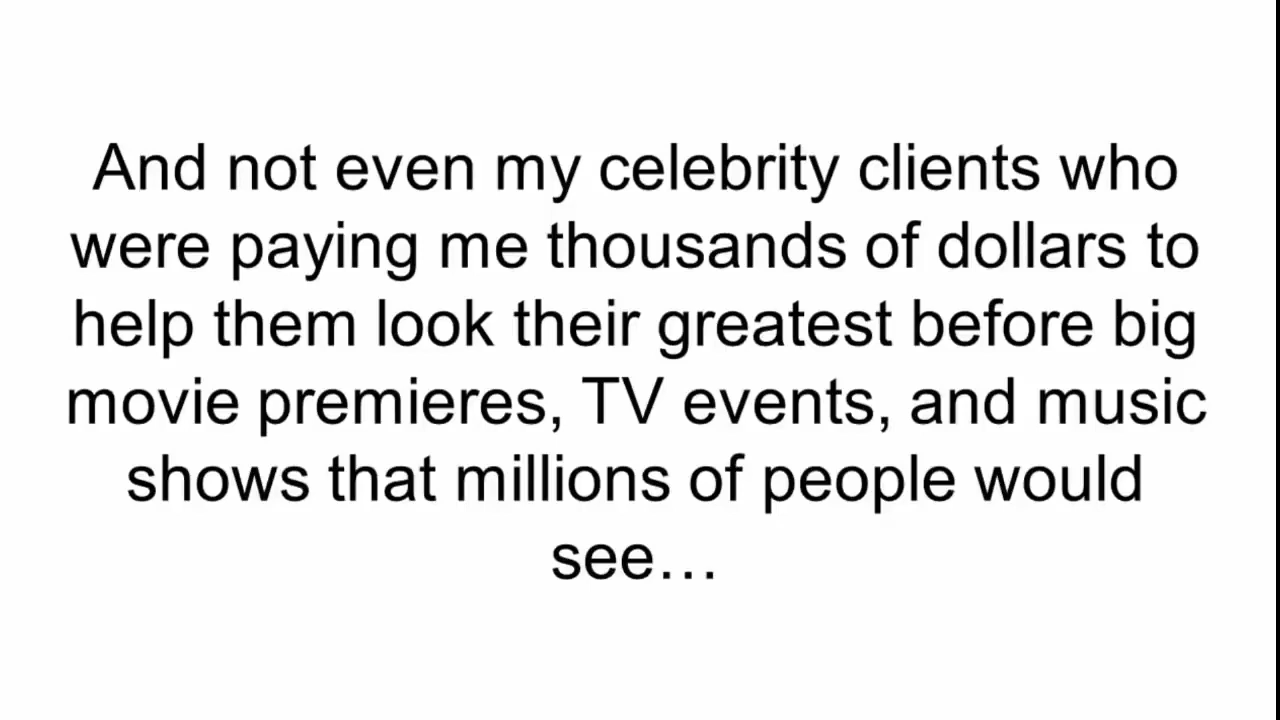 And not even my celebrity clients who
were paying me thousands of dollars to
help them look their greatest before big
movie premieres, TV events, and music
shows that millions of people would
see…